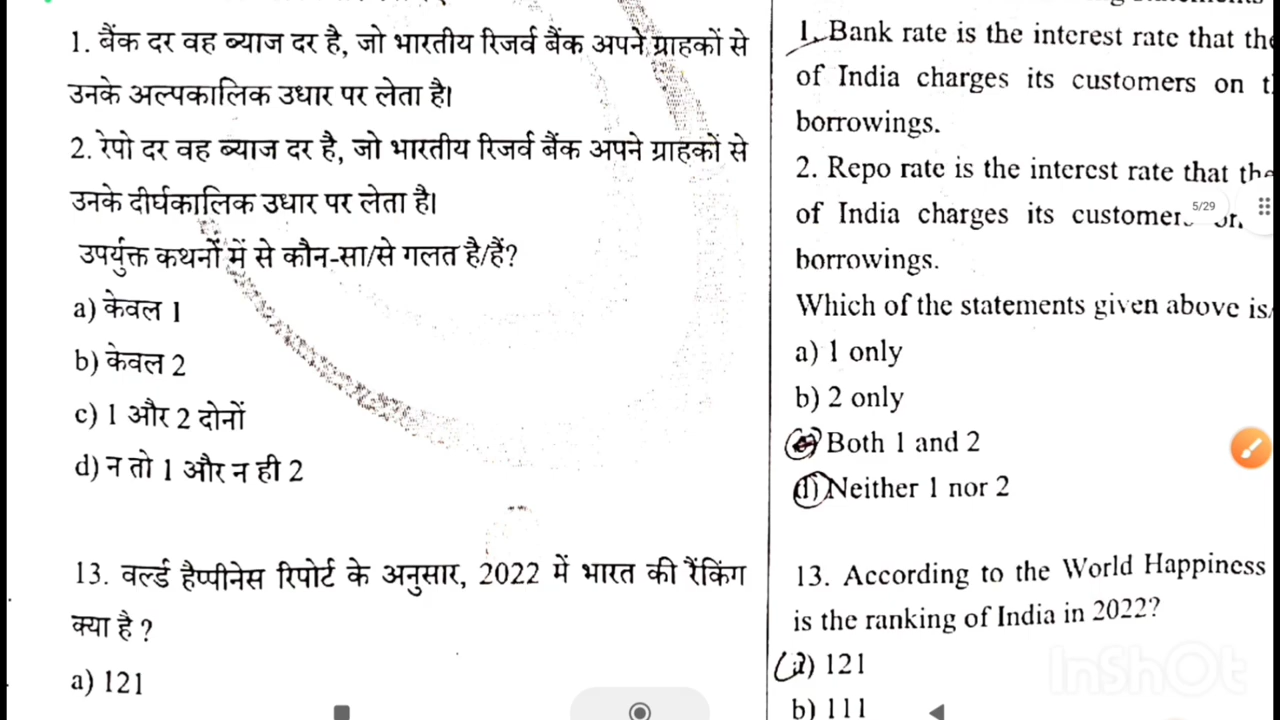 1. बैंक दर वह ब्याज दर है, जो भारतीय रिजर्व बैंक अपने ग्राहकों से
उनके अल्पकालिक उधार पर लेता है।
2. रेपो दर वह ब्याज दर है, जो भारतीय रिजर्व बैंक अपने ग्राहकों से
उनके दीर्घकालिक उधार पर लेता है।
उपर्युक्त कथनों में से कौन-सा/से गलत है/हैं?
a) केवल 1
b) केवल 2
c) 1 और 2 दोनों
d) न तो 1 और न ही 2
13. वर्ल्ड हैप्पीनेस रिपोर्ट के अनुसार, 2022 में भारत की रैंकिंग
क्या है ?
a) 121
1. Bank rate is the interest rate that the
of India charges its customers on
borrowings.
2. Repo rate is the interest rate that the
of India charges its
borrowings.
Which of the statements given above is/
a) 1 only
b) 2 only
Both 1 and 2
d) Neither 1 nor 2
13. According to the World Happiness
is the ranking of India in 2022?
a) 121
b) 111
5/29
InShOt